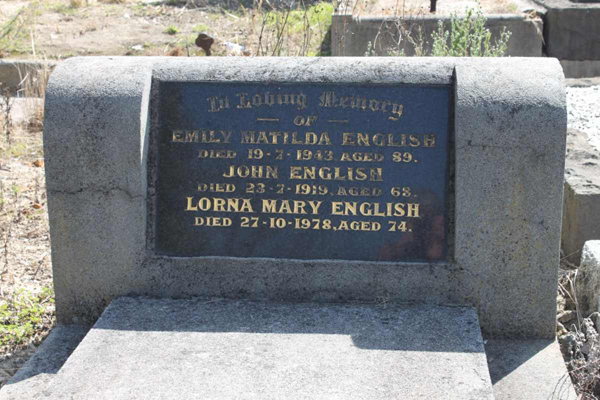 In Loving Memory
— OF —
EMILY MATILDA ENGLISH
DIED 19-7-1943 AGED 89.
JOHN ENGLISH
DIED 23-7-1919, AGED 68.
LORNA MARY ENGLISH
DIED 27-10-1978, AGED 74.